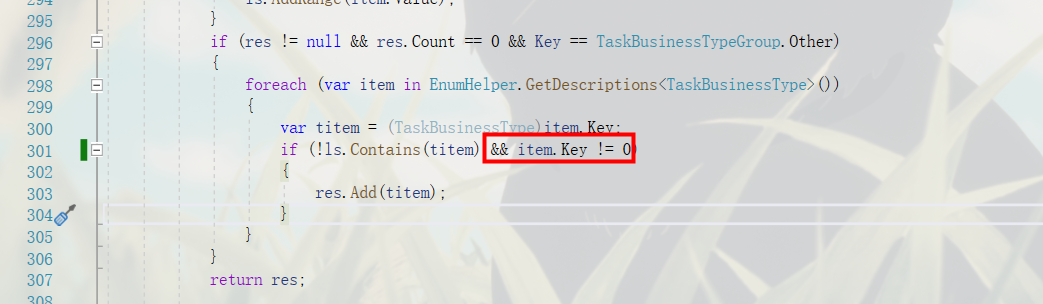 294 ls.AddRange(item.Value);
295 }
296 if (res != null && res.Count == 0 && Key == TaskBusinessTypeGroup.Other)
297 {
298 foreach (var item in EnumHelper.GetDescriptions<TaskBusinessType>())
299 {
300 var titem = (TaskBusinessType)item.Key;
301 if (!ls.Contains(titem) && item.Key != 0)
302 {
303 res.Add(titem);
304 }
305 }
306 }
307 return res;
308